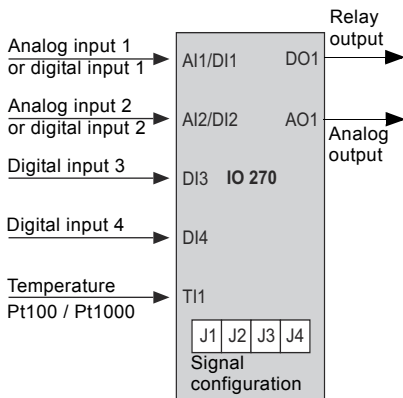 Relay
output
Analog input 1
or digital input 1
AI1/DI1
DO1
Analog input 2
or digital input 2
AI2/DI2
AO1
Analog
output
Digital input 3
DI3
IO 270
Digital input 4
DI4
Temperature
Pt100 / Pt1000
TI1
J1 J2 J3 J4
Signal
configuration